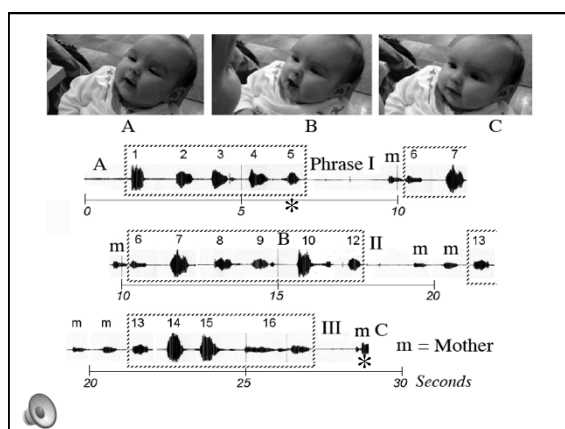 A B C
1 2 3 4 5 Phrase I m 6 7
A
*
0 5 10
m 6 7 8 9 B 10 12 II m m 13
10 15 20
m m 13 14 15 16 III m C m = Mother
*
20 25 30 Seconds